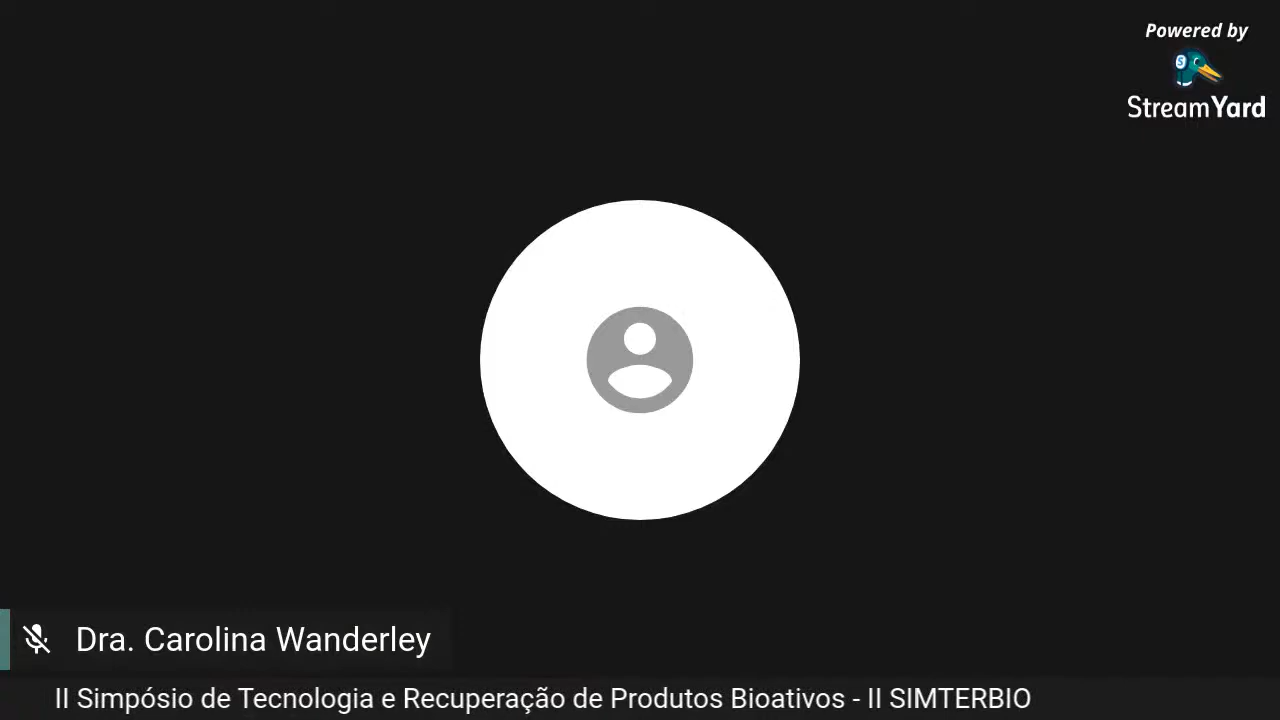 Powered by
S
StreamYard
Dra. Carolina Wanderley
II Simpósio de Tecnologia e Recuperação de Produtos Bioativos - II SIMTERBIO